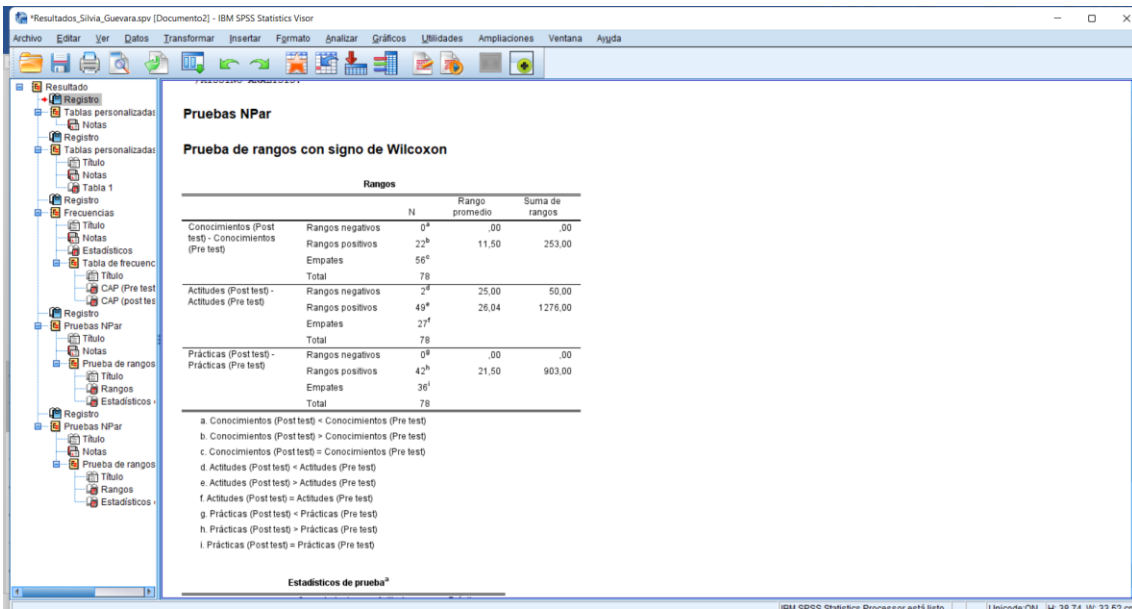 *Resultados_Silvia_Guevara.spv [Documento2] - IBM SPSS Statistics Visor
Archivo Editar Ver Datos Transformar Insertar Formato Analizar Gráficos Utilidades Ampliaciones Ventana Ayuda
Resultado
Registro
Tablas personalizadas
Notas
Registro
Tablas personalizadas
Título
Notas
Tabla 1
Registro
Frecuencias
Título
Notas
Estadísticos
Tabla de frecuenc
Título
CAP (Pre test
CAP (post tes
Registro
Pruebas NPar
Título
Notas
Prueba de rangos
Título
Rangos
Estadísticos
Registro
Pruebas NPar
Título
Notas
Prueba de rangos
Título
Rangos
Estadísticos
/MISSING ANALYSIS.
Pruebas NPar
Prueba de rangos con signo de Wilcoxon
Rangos
N Rango promedio Suma de rangos
Conocimientos (Post test) - Conocimientos (Pre test) Rangos negativos 0a ,00 ,00
Rangos positivos 22b 11,50 253,00
Empates 56c
Total 78
Actitudes (Post test) - Actitudes (Pre test) Rangos negativos 2d 25,00 50,00
Rangos positivos 49e 26,04 1276,00
Empates 27f
Total 78
Prácticas (Post test) - Prácticas (Pre test) Rangos negativos 0g ,00 ,00
Rangos positivos 42h 21,50 903,00
Empates 36i
Total 78
a. Conocimientos (Post test) < Conocimientos (Pre test)
b. Conocimientos (Post test) > Conocimientos (Pre test)
c. Conocimientos (Post test) = Conocimientos (Pre test)
d. Actitudes (Post test) < Actitudes (Pre test)
e. Actitudes (Post test) > Actitudes (Pre test)
f. Actitudes (Post test) = Actitudes (Pre test)
g. Prácticas (Post test) < Prácticas (Pre test)
h. Prácticas (Post test) > Prácticas (Pre test)
i. Prácticas (Post test) = Prácticas (Pre test)
Estadísticos de pruebaa
IBM SPSS Statistics Processor está listo Unicode:ON H: 38,74, W: 33,52 cm